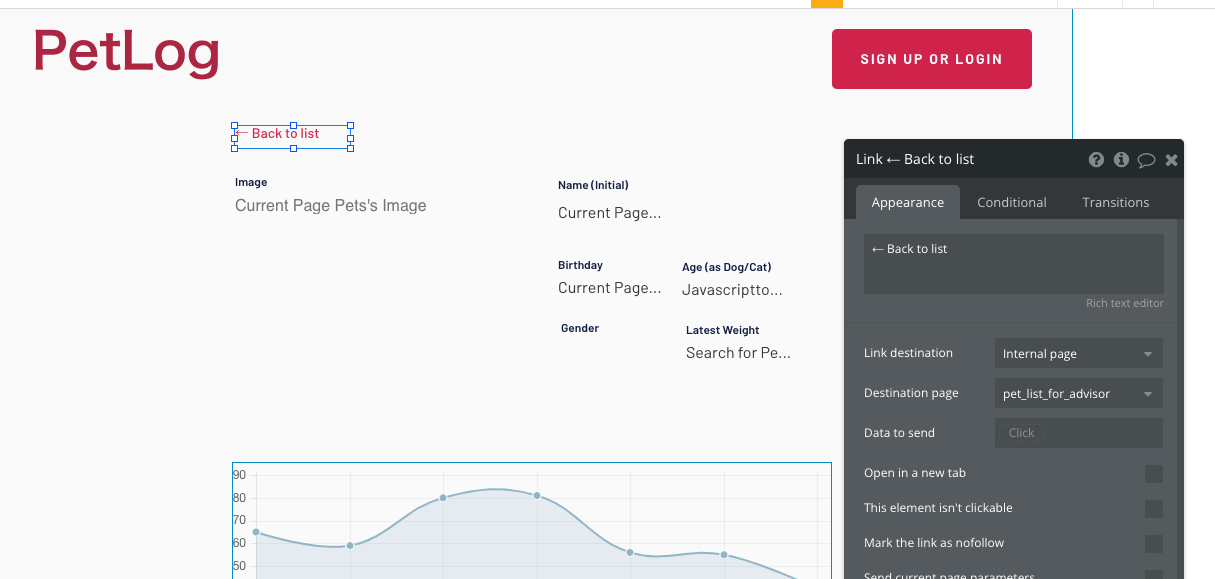 PetLog
SIGN UP OR LOGIN
← Back to list
Image
Current Page Pets's Image
Name (Initial)
Current Page...
Birthday
Current Page...
Age (as Dog/Cat)
Javascriptto...
Gender
Latest Weight
Search for Pe...
90
80
70
60
50
Link ← Back to list
Appearance
Conditional
Transitions
← Back to list
Rich text editor
Link destination
Internal page
Destination page
pet_list_for_advisor
Data to send
Click
Open in a new tab
This element isn't clickable
Mark the link as nofollow
Send current page parameters